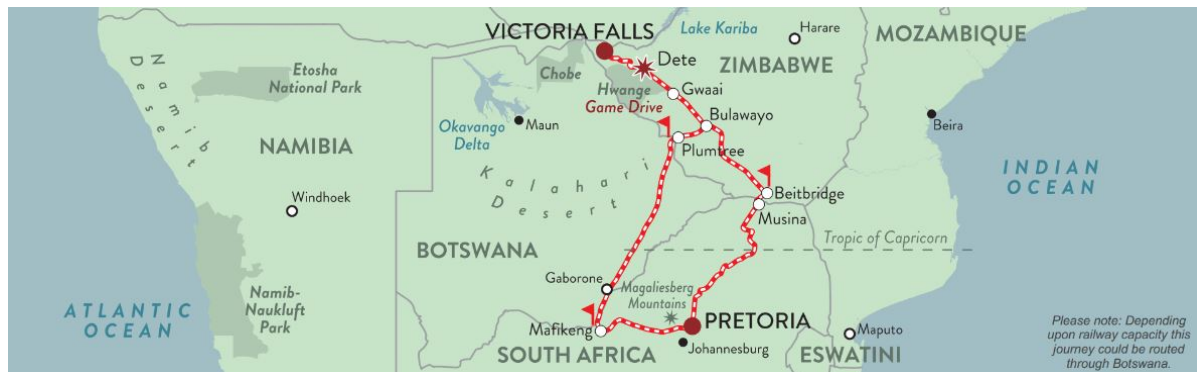 VICTORIA FALLS
Lake Kariba
Harare
MOZAMBIQUE
Namib
Desert
Etosha
National Park
Chobe
Dete
ZIMBABWE
Hwange
Game Drive
Gwaai
Okavango
Delta
Maun
Bulawayo
Beira
NAMIBIA
Plumtree
Kalahari
Desert
INDIAN
OCEAN
Windhoek
Beitbridge
Musina
BOTSWANA
Tropic of Capricorn
Gaborone
Magaliesberg
Mountains
Namib-
Naukluft
Park
ATLANTIC
OCEAN
Mafikeng
PRETORIA
SOUTH AFRICA
Johannesburg
Maputo
ESWATINI
Please note: Depending
upon railway capacity this
journey could be routed
through Botswana.